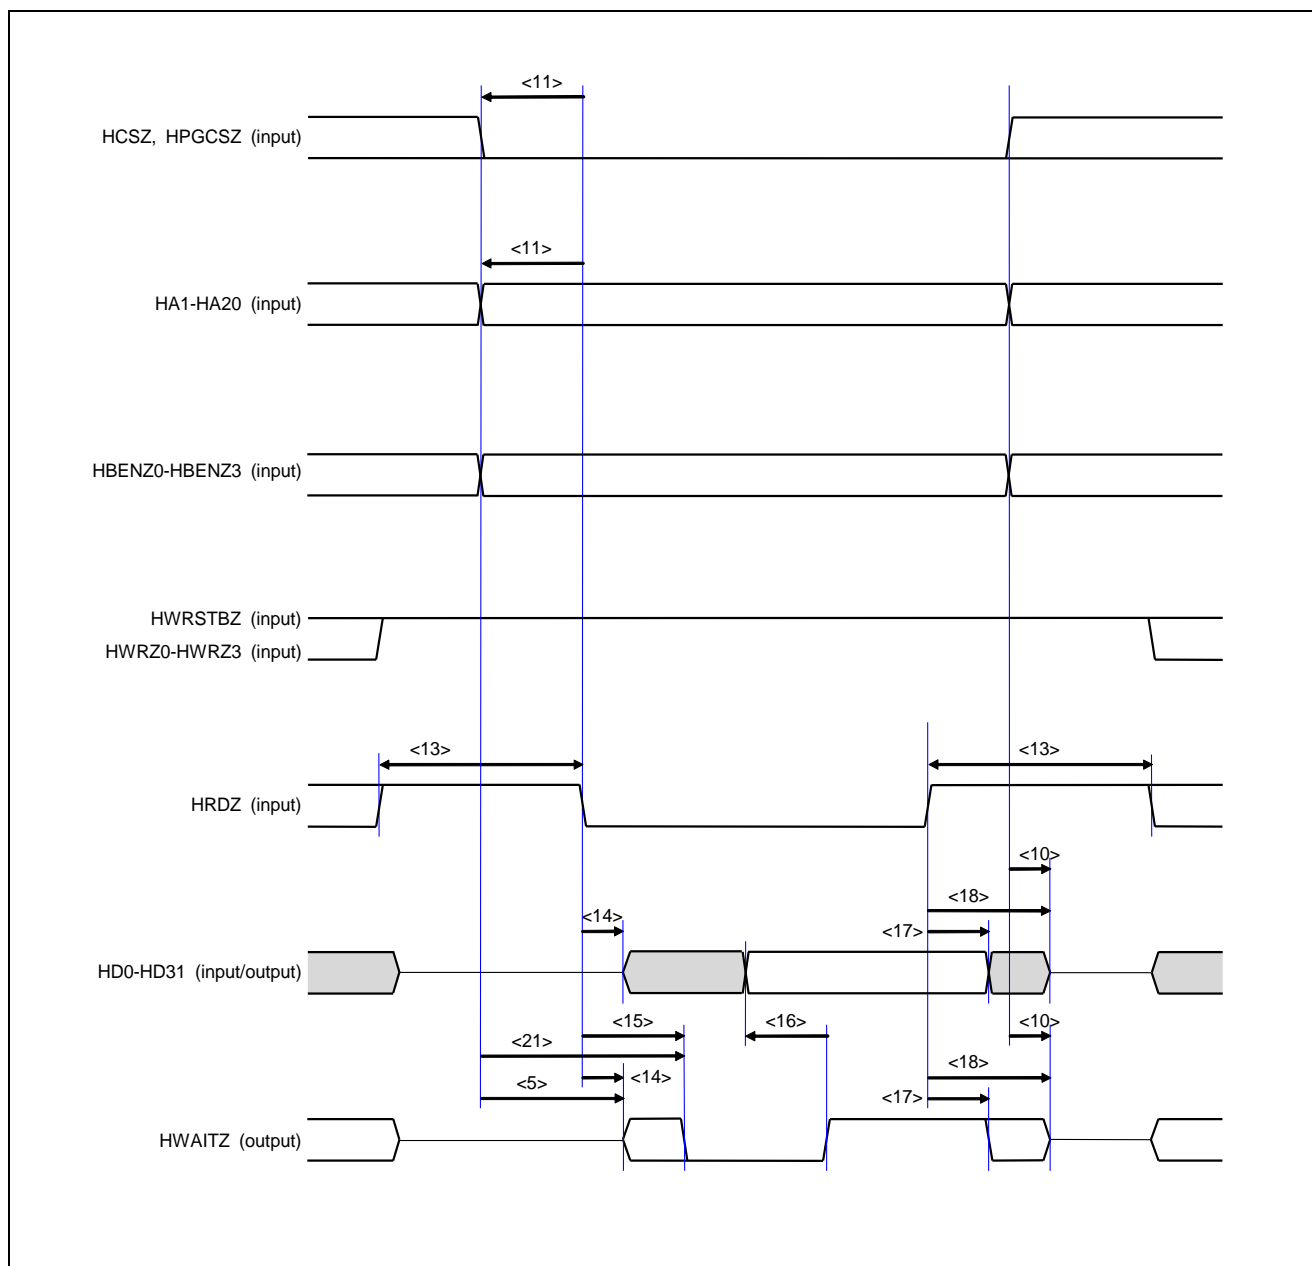 <11>
HCSZ, HPGCSZ (input)
<11>
HA1-HA20 (input)
HBENZ0-HBENZ3 (input)
HWRSTBZ (input)
HWRZ0-HWRZ3 (input)
<13>
<13>
HRDZ (input)
<10>
<18>
<14>
<17>
HD0-HD31 (input/output)
<15>
<16>
<10>
<21>
<14>
<18>
<5>
<17>
HWAITZ (output)